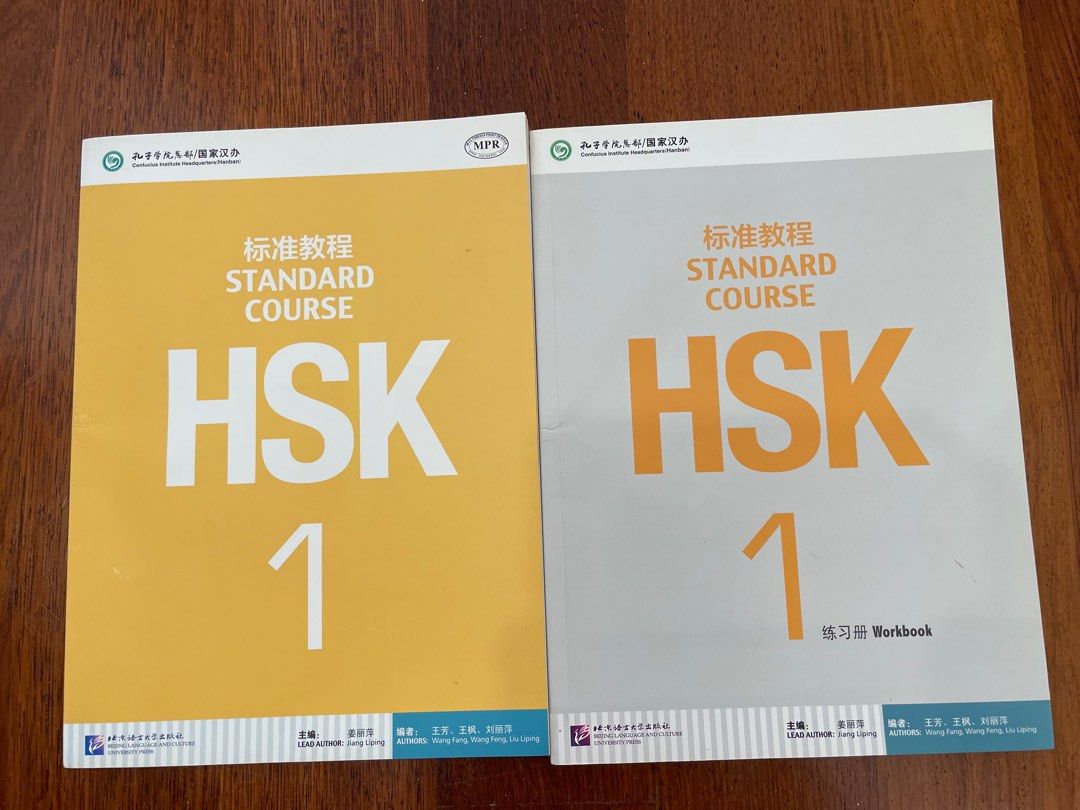 孔子学院总部/国家汉办
Confucius Institute Headquarters(Hanban)
MPR
标准教程
STANDARD
COURSE
HSK
1
北京语言大学出版社
BEIJING LANGUAGE AND CULTURE
UNIVERSITY PRESS
主编： 姜丽萍
LEAD AUTHOR: Jiang Liping
编者： 王芳、王枫、刘丽萍
AUTHORS: Wang Fang, Wang Feng, Liu Liping
孔子学院总部/国家汉办
Confucius Institute Headquarters(Hanban)
标准教程
STANDARD
COURSE
HSK
1
练习册 Workbook
北京语言大学出版社
BEIJING LANGUAGE AND CULTURE
UNIVERSITY PRESS
主编： 姜丽萍
LEAD AUTHOR: Jiang Liping
编者： 王芳、王枫、刘丽萍
AUTHORS: Wang Fang, Wang Feng, Liu Liping